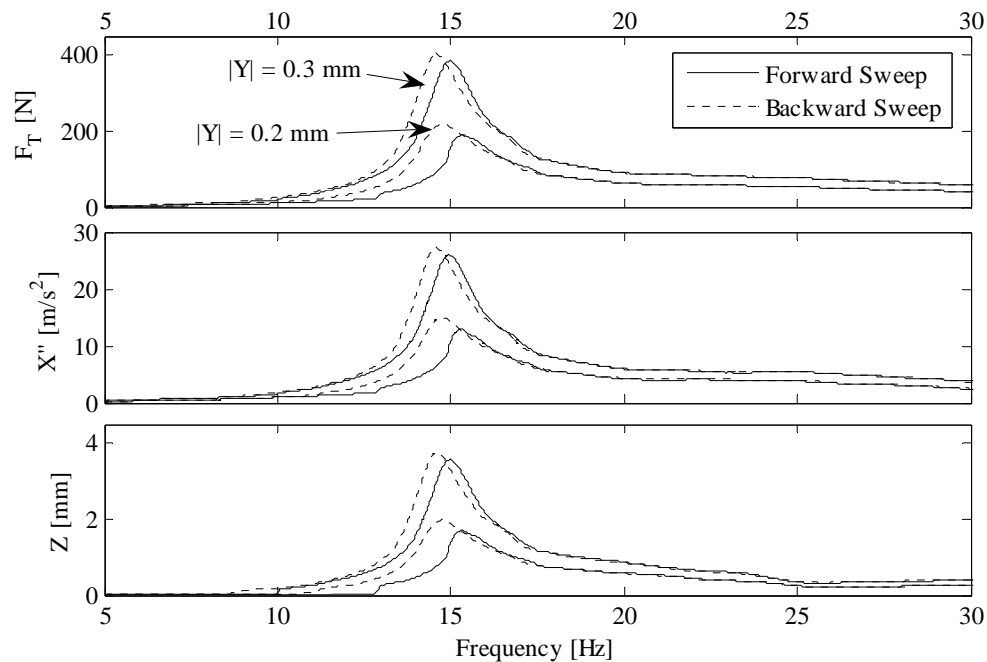 5 10 15 20 25 30
400
200
0
F_T [N]
|Y| = 0.3 mm
|Y| = 0.2 mm
Forward Sweep
Backward Sweep
30
20
10
0
X" [m/s²]
4
2
0
Z [mm]
5 10 15 20 25 30
Frequency [Hz]